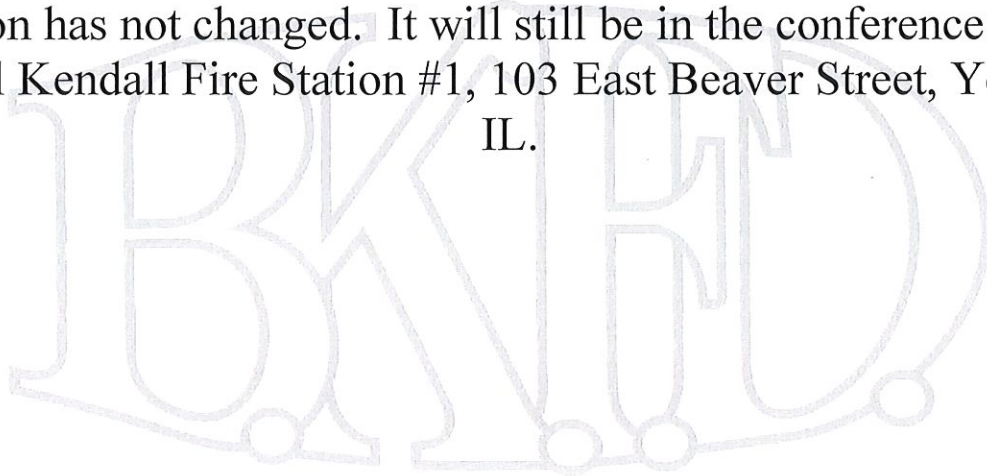 on has not changed. It will still be in the conference
l Kendall Fire Station #1, 103 East Beaver Street, Y
IL.
BKFD